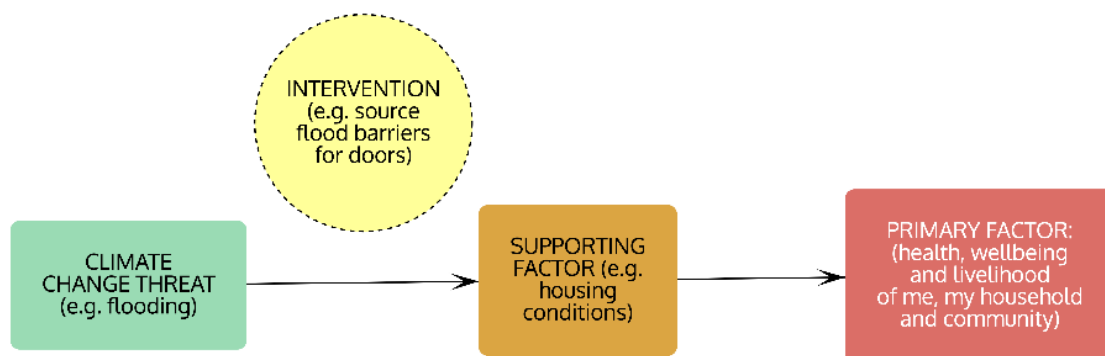 INTERVENTION
(e.g. source
flood barriers
for doors)
CLIMATE
CHANGE THREAT
(e.g. flooding)
SUPPORTING
FACTOR (e.g.
housing
conditions)
PRIMARY FACTOR:
(health, wellbeing
and livelihood
of me, my household
and community)